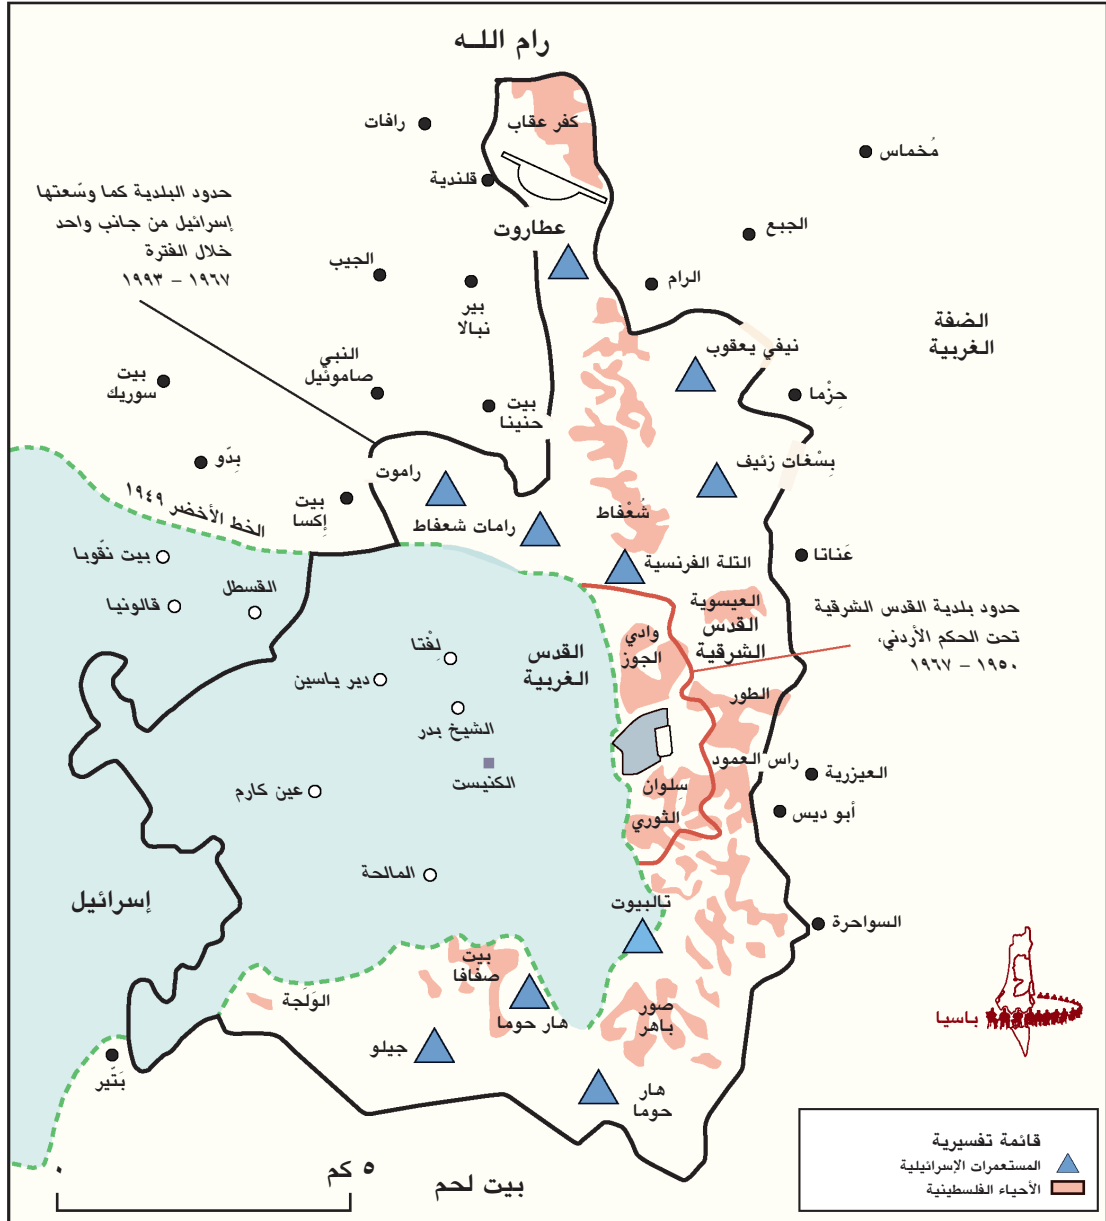 رام اللـه
كفر عقاب
رافات
مُخماس
قلندية
حدود البلدية كما وسّعتها
إسرائيل من جانب واحد
خلال الفترة
١٩٦٧ – ١٩٩٣
عطاروت
الجبع
الجيب
الرام
بير
نبالا
الضفة
الغربية
نيفي يعقوب
النبي
صاموئيل
بيت
سوريك
بيت
حنينا
حِزْما
بِدّو
راموت
بِسْغات زئيف
الخط الأخضر ١٩٤٩
بيت
إكسا
رامات شعفاط
شُعْفاط
بيت نقّوبا
التلة الفرنسية
عَناتا
القسطل
قالونيا
العيسوية
القدس
الشرقية
حدود بلدية القدس الشرقية
تحت الحكم الأردني،
١٩٥٠ – ١٩٦٧
وادي
الجوز
لِفْتا
القدس
الغربية
دير ياسين
الطور
الشيخ بدر
راس العمود
العيزرية
الكنيست
سلوان
عين كارم
الثوري
أبو ديس
المالحة
إسرائيل
تالبيوت
السواحرة
بيت
صفافا
الوَلَجة
هار حوما
صور
باهر
باسيا
جيلو
بَتّير
هار
حوما
قائمة تفسيرية
المستعمرات الإسرائيلية
الأحياء الفلسطينية
٠
٥ كم
بيت لحم